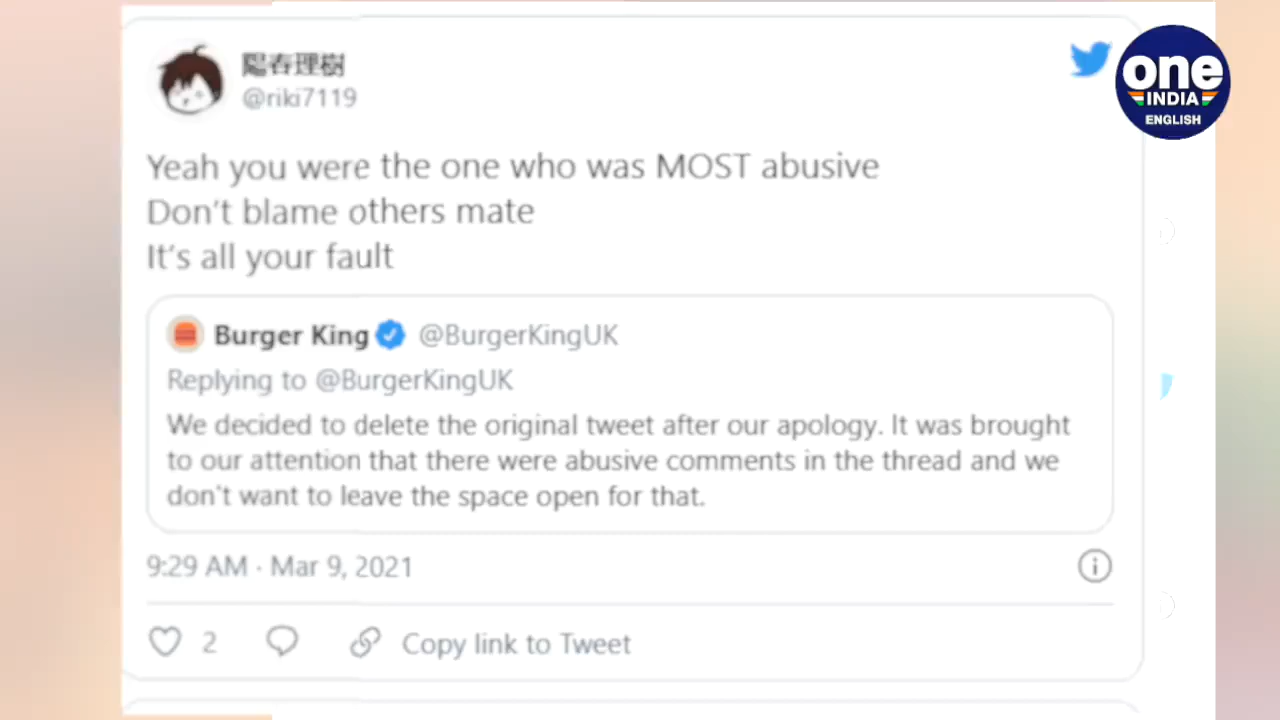 陽春理樹
@riki7119
one
INDIA
ENGLISH
Yeah you were the one who was MOST abusive
Don't blame others mate
It's all your fault
Burger King @BurgerKingUK
Replying to @BurgerKingUK
We decided to delete the original tweet after our apology. It was brought
to our attention that there were abusive comments in the thread and we
don't want to leave the space open for that.
9:29 AM · Mar 9, 2021
2
Copy link to Tweet